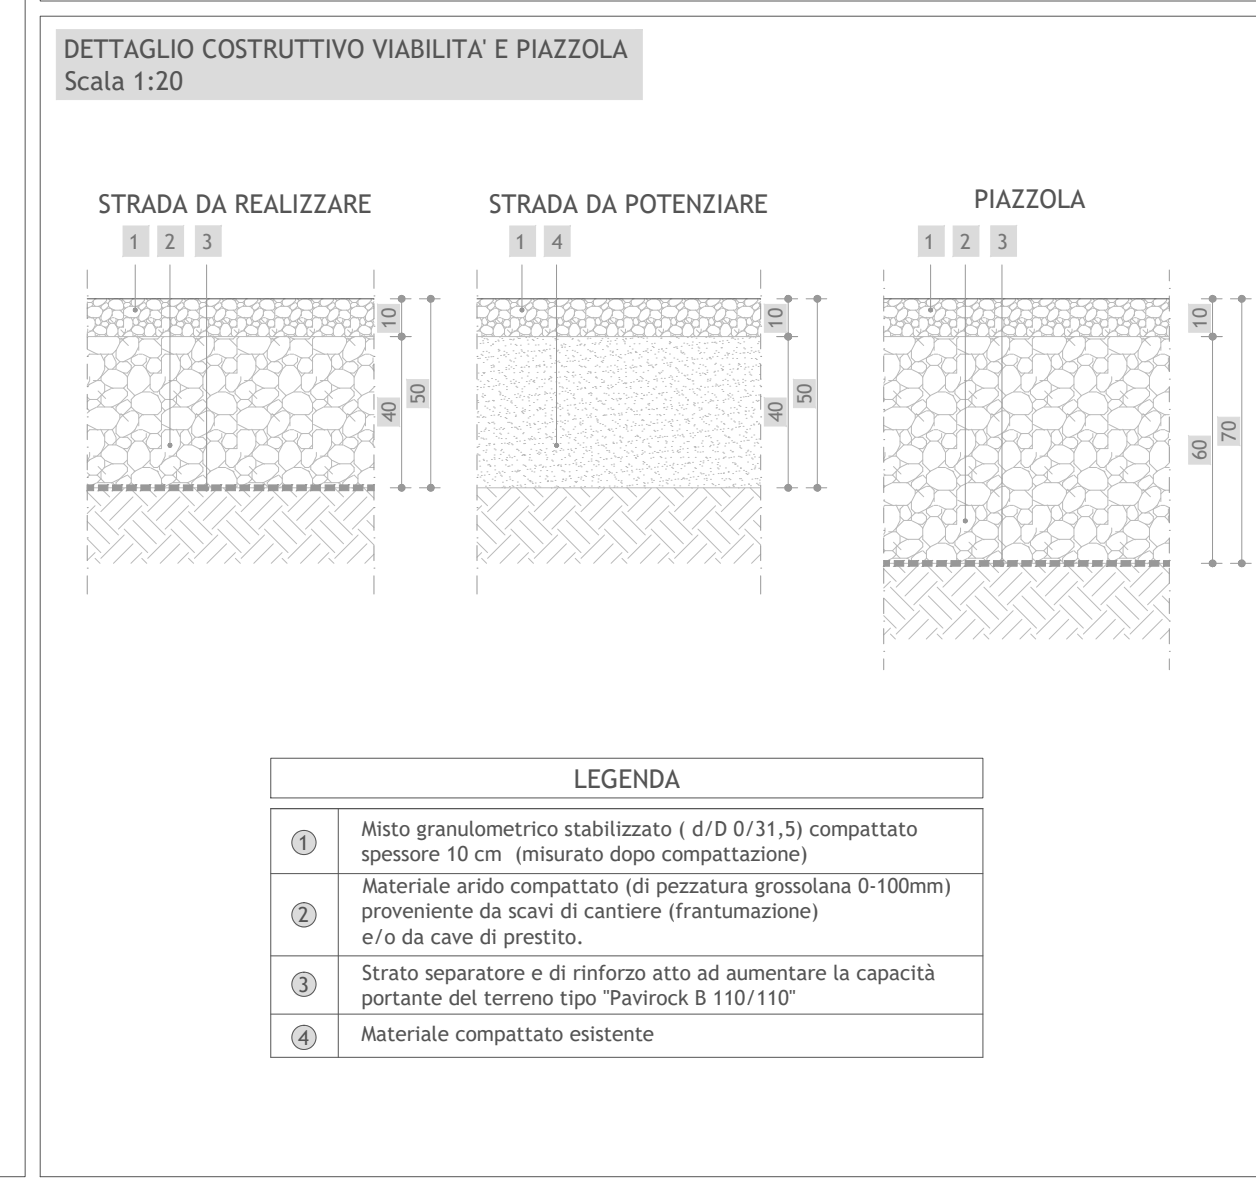 DETTAGLIO COSTRUTTIVO VIABILITA' E PIAZZOLA
Scala 1:20
STRADA DA REALIZZARE
1 2 3
10
40
50
STRADA DA POTENZIARE
1 4
10
40
50
PIAZZOLA
1 2 3
10
60
70
LEGENDA
1
Misto granulometrico stabilizzato ( d/D 0/31,5) compattato
spessore 10 cm (misurato dopo compattazione)
2
Materiale arido compattato (di pezzatura grossolana 0-100mm)
proveniente da scavi di cantiere (frantumazione)
e/o da cave di prestito.
3
Strato separatore e di rinforzo atto ad aumentare la capacità
portante del terreno tipo "Pavirock B 110/110"
4
Materiale compattato esistente